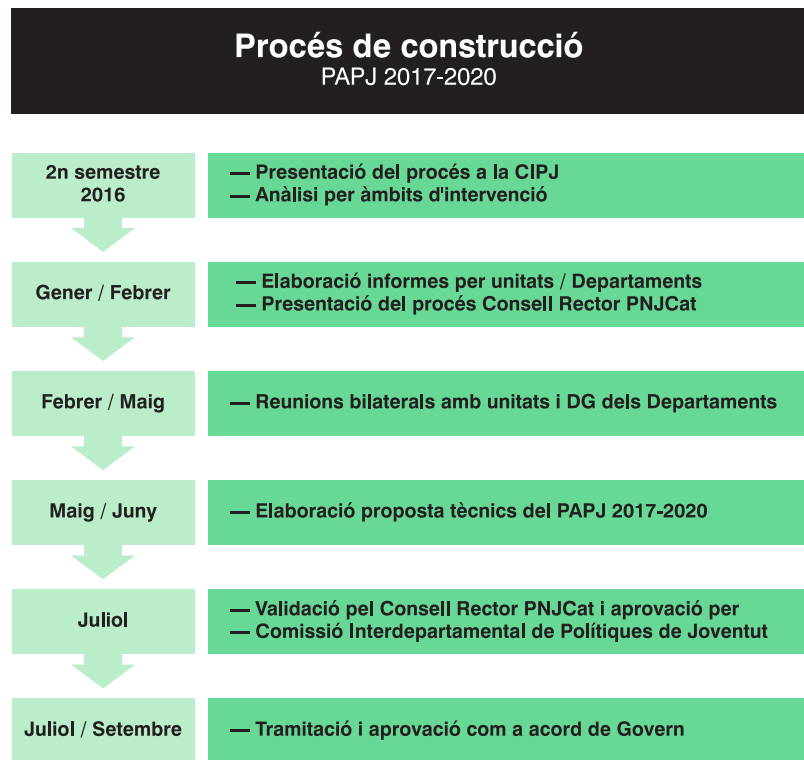 Procés de construcció
PAPJ 2017-2020
2n semestre
2016
— Presentació del procés a la CIPJ
— Anàlisi per àmbits d'intervenció
Gener / Febrer
— Elaboració informes per unitats / Departaments
— Presentació del procés Consell Rector PNJCat
Febrer / Maig
— Reunions bilaterals amb unitats i DG dels Departaments
Maig / Juny
— Elaboració proposta tècnics del PAPJ 2017-2020
Juliol
— Validació pel Consell Rector PNJCat i aprovació per
— Comissió Interdepartamental de Polítiques de Joventut
Juliol / Setembre
— Tramitació i aprovació com a acord de Govern